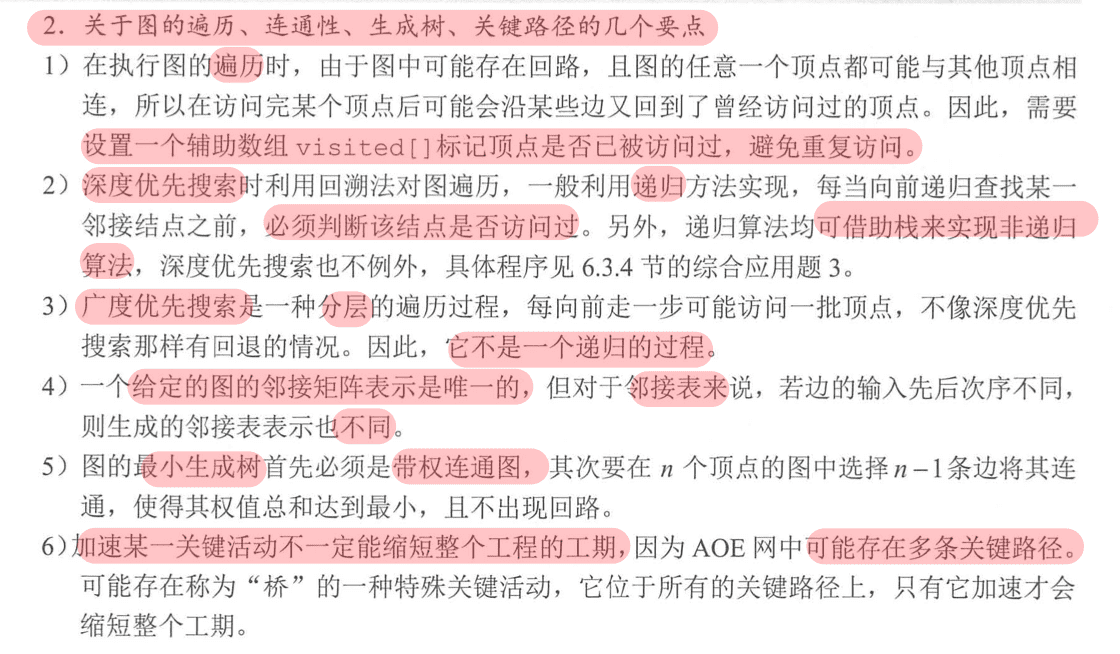 2．关于图的遍历、连通性、生成树、关键路径的几个要点
1）在执行图的遍历时，由于图中可能存在回路，且图的任意一个顶点都可能与其他顶点相
连，所以在访问完某个顶点后可能会沿某些边又回到了曾经访问过的顶点。因此，需要
设置一个辅助数组 visited[]标记顶点是否已被访问过，避免重复访问。
2）深度优先搜索时利用回溯法对图遍历，一般利用递归方法实现，每当向前递归查找某一
邻接结点之前，必须判断该结点是否访问过。另外，递归算法均可借助栈来实现非递归
算法，深度优先搜索也不例外，具体程序见 6.3.4 节的综合应用题 3。
3）广度优先搜索是一种分层的遍历过程，每向前走一步可能访问一批顶点，不像深度优先
搜索那样有回退的情况。因此，它不是一个递归的过程。
4）一个给定的图的邻接矩阵表示是唯一的，但对于邻接表来说，若边的输入先后次序不同，
则生成的邻接表表示也不同。
5）图的最小生成树首先必须是带权连通图，其次要在 n 个顶点的图中选择 n−1条边将其连
通，使得其权值总和达到最小，且不出现回路。
6）加速某一关键活动不一定能缩短整个工程的工期，因为 AOE 网中可能存在多条关键路径。
可能存在称为“桥”的一种特殊关键活动，它位于所有的关键路径上，只有它加速才会
缩短整个工期。